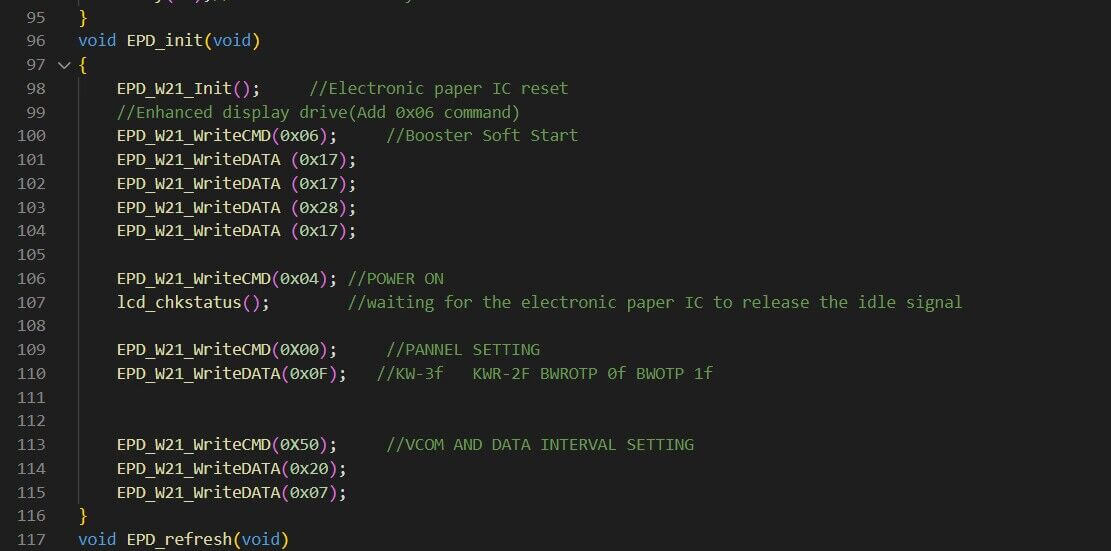 95 }
96 void EPD_init(void)
97 {
98 EPD_W21_Init(); //Electronic paper IC reset
99 //Enhanced display drive(Add 0x06 command)
100 EPD_W21_WriteCMD(0x06); //Booster Soft Start
101 EPD_W21_WriteDATA (0x17);
102 EPD_W21_WriteDATA (0x17);
103 EPD_W21_WriteDATA (0x28);
104 EPD_W21_WriteDATA (0x17);
105
106 EPD_W21_WriteCMD(0x04); //POWER ON
107 lcd_chkstatus(); //waiting for the electronic paper IC to release the idle signal
108
109 EPD_W21_WriteCMD(0X00); //PANNEL SETTING
110 EPD_W21_WriteDATA(0x0F); //KW-3f KWR-2F BWROTP 0f BWOTP 1f
111
112
113 EPD_W21_WriteCMD(0X50); //VCOM AND DATA INTERVAL SETTING
114 EPD_W21_WriteDATA(0x20);
115 EPD_W21_WriteDATA(0x07);
116 }
117 void EPD_refresh(void)